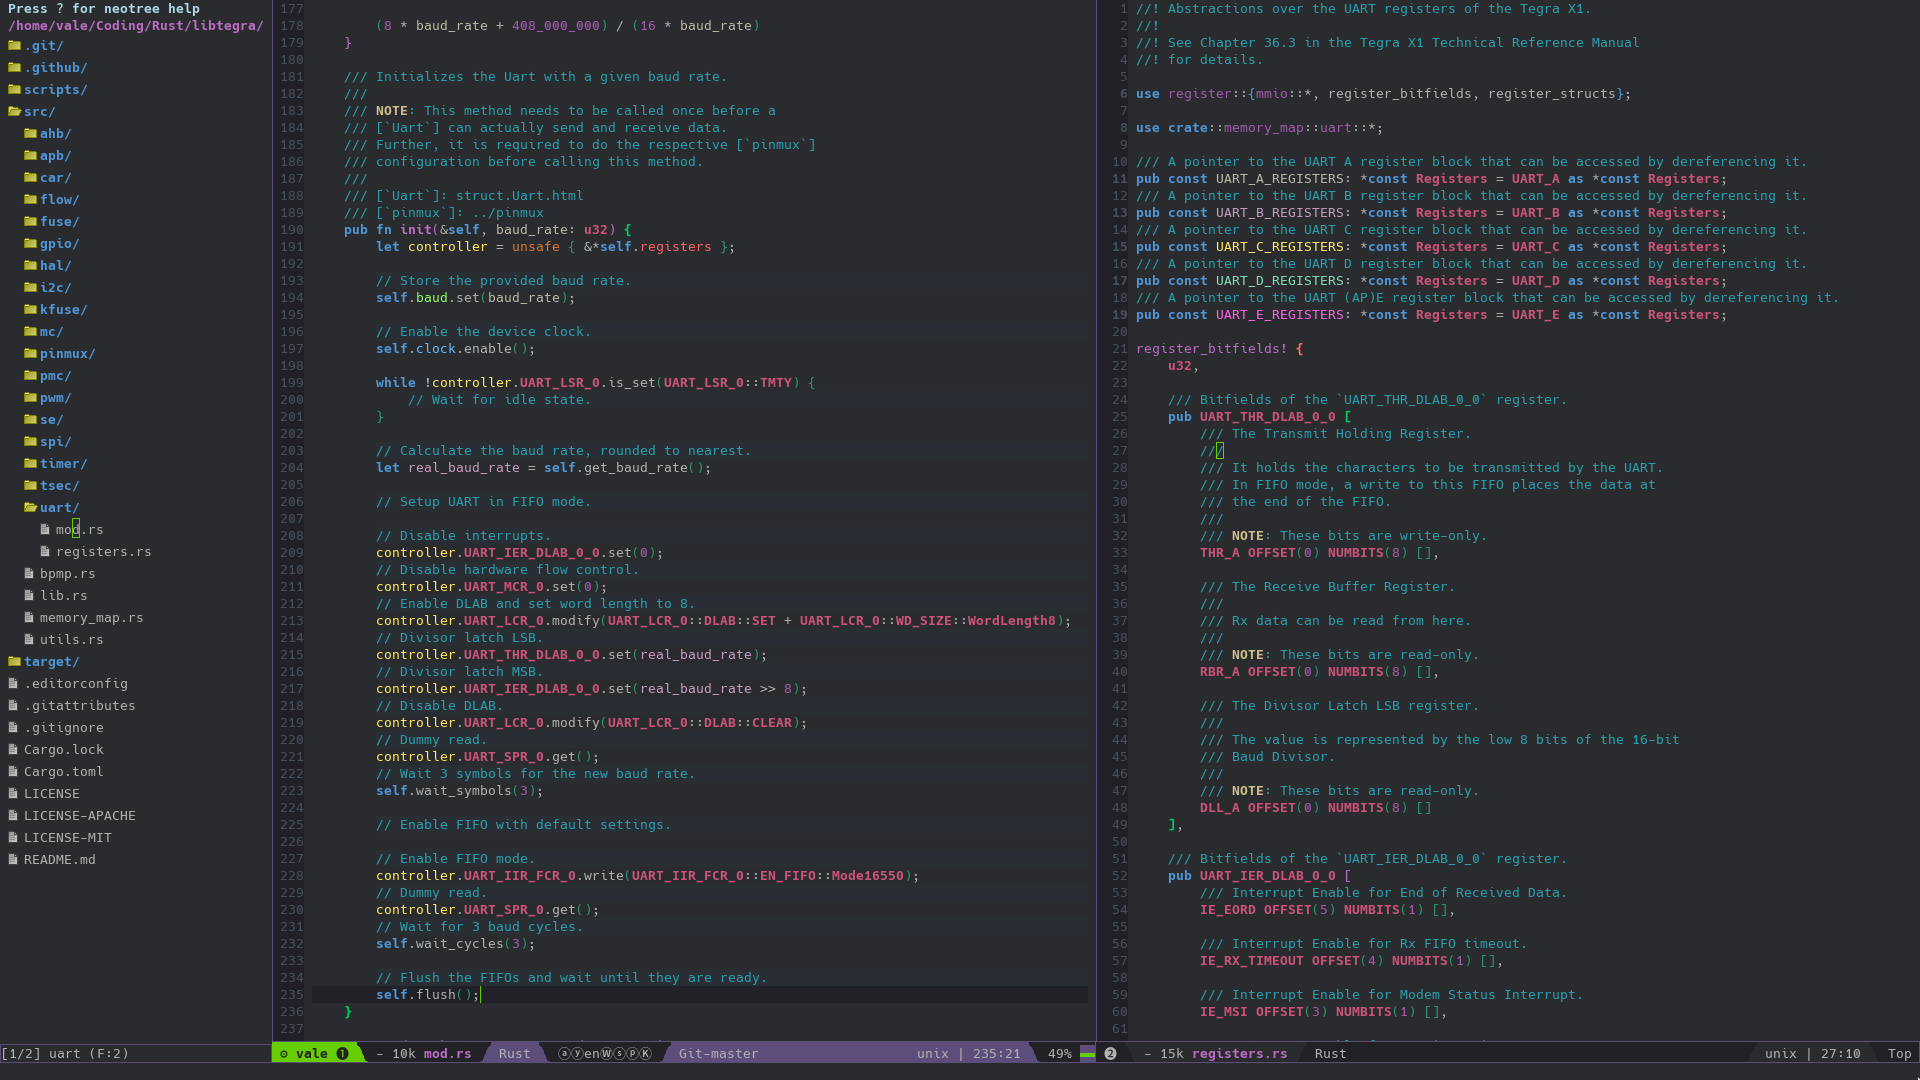 Press ? for neotree help
/home/vale/Coding/Rust/libtegra/
.git/
.github/
scripts/
src/
ahb/
apb/
car/
flow/
fuse/
gpio/
hal/
i2c/
kfuse/
mc/
pinmux/
pmc/
pwm/
se/
spi/
timer/
tsec/
uart/
mod.rs
registers.rs
bpmp.rs
lib.rs
memory_map.rs
utils.rs
target/
.editorconfig
.gitattributes
.gitignore
Cargo.lock
Cargo.toml
LICENSE
LICENSE-APACHE
LICENSE-MIT
README.md
[1/2] uart (F:2)
177
178         (8 * baud_rate + 408_000_000) / (16 * baud_rate)
179     }
180
181     /// Initializes the Uart with a given baud rate.
182     ///
183     /// NOTE: This method needs to be called once before a
184     /// [`Uart`] can actually send and receive data.
185     /// Further, it is required to do the respective [`pinmux`]
186     /// configuration before calling this method.
187     ///
188     /// [`Uart`]: struct.Uart.html
189     /// [`pinmux`]: ../pinmux
190     pub fn init(&self, baud_rate: u32) {
191         let controller = unsafe { &*self.registers };
192
193         // Store the provided baud rate.
194         self.baud.set(baud_rate);
195
196         // Enable the device clock.
197         self.clock.enable();
198
199         while !controller.UART_LSR_0.is_set(UART_LSR_0::TMTY) {
200             // Wait for idle state.
201         }
202
203         // Calculate the baud rate, rounded to nearest.
204         let real_baud_rate = self.get_baud_rate();
205
206         // Setup UART in FIFO mode.
207
208         // Disable interrupts.
209         controller.UART_IER_DLAB_0_0.set(0);
210         // Disable hardware flow control.
211         controller.UART_MCR_0.set(0);
212         // Enable DLAB and set word length to 8.
213         controller.UART_LCR_0.modify(UART_LCR_0::DLAB::SET + UART_LCR_0::WD_SIZE::WordLength8);
214         // Divisor latch LSB.
215         controller.UART_THR_DLAB_0_0.set(real_baud_rate);
216         // Divisor latch MSB.
217         controller.UART_IER_DLAB_0_0.set(real_baud_rate >> 8);
218         // Disable DLAB.
219         controller.UART_LCR_0.modify(UART_LCR_0::DLAB::CLEAR);
220         // Dummy read.
221         controller.UART_SPR_0.get();
222         // Wait 3 symbols for the new baud rate.
223         self.wait_symbols(3);
224
225         // Enable FIFO with default settings.
226
227         // Enable FIFO mode.
228         controller.UART_IIR_FCR_0.write(UART_IIR_FCR_0::EN_FIFO::Mode16550);
229         // Dummy read.
230         controller.UART_SPR_0.get();
231         // Wait for 3 baud cycles.
232         self.wait_cycles(3);
233
234         // Flush the FIFOs and wait until they are ready.
235         self.flush();
236     }
237
⚙ vale ❶ - 10k mod.rs Rust ⓐⓨenⓌⓢⓟⓀ Git-master unix | 235:21 49%
1 //! Abstractions over the UART registers of the Tegra X1.
2 //!
3 //! See Chapter 36.3 in the Tegra X1 Technical Reference Manual
4 //! for details.
5
6 use register::{mmio::*, register_bitfields, register_structs};
7
8 use crate::memory_map::uart::*;
9
10 /// A pointer to the UART A register block that can be accessed by dereferencing it.
11 pub const UART_A_REGISTERS: *const Registers = UART_A as *const Registers;
12 /// A pointer to the UART B register block that can be accessed by dereferencing it.
13 pub const UART_B_REGISTERS: *const Registers = UART_B as *const Registers;
14 /// A pointer to the UART C register block that can be accessed by dereferencing it.
15 pub const UART_C_REGISTERS: *const Registers = UART_C as *const Registers;
16 /// A pointer to the UART D register block that can be accessed by dereferencing it.
17 pub const UART_D_REGISTERS: *const Registers = UART_D as *const Registers;
18 /// A pointer to the UART (AP)E register block that can be accessed by dereferencing it.
19 pub const UART_E_REGISTERS: *const Registers = UART_E as *const Registers;
20
21 register_bitfields! {
22     u32,
23
24     /// Bitfields of the `UART_THR_DLAB_0_0` register.
25     pub UART_THR_DLAB_0_0 [
26         /// The Transmit Holding Register.
27         ///
28         /// It holds the characters to be transmitted by the UART.
29         /// In FIFO mode, a write to this FIFO places the data at
30         /// the end of the FIFO.
31         ///
32         /// NOTE: These bits are write-only.
33         THR_A OFFSET(0) NUMBITS(8) [],
34
35         /// The Receive Buffer Register.
36         ///
37         /// Rx data can be read from here.
38         ///
39         /// NOTE: These bits are read-only.
40         RBR_A OFFSET(0) NUMBITS(8) [],
41
42         /// The Divisor Latch LSB register.
43         ///
44         /// The value is represented by the low 8 bits of the 16-bit
45         /// Baud Divisor.
46         ///
47         /// NOTE: These bits are read-only.
48         DLL_A OFFSET(0) NUMBITS(8) []
49     ],
50
51     /// Bitfields of the `UART_IER_DLAB_0_0` register.
52     pub UART_IER_DLAB_0_0 [
53         /// Interrupt Enable for End of Received Data.
54         IE_EORD OFFSET(5) NUMBITS(1) [],
55
56         /// Interrupt Enable for Rx FIFO timeout.
57         IE_RX_TIMEOUT OFFSET(4) NUMBITS(1) [],
58
59         /// Interrupt Enable for Modem Status Interrupt.
60         IE_MSI OFFSET(3) NUMBITS(1) [],
61
❷ - 15k registers.rs Rust unix | 27:10 Top